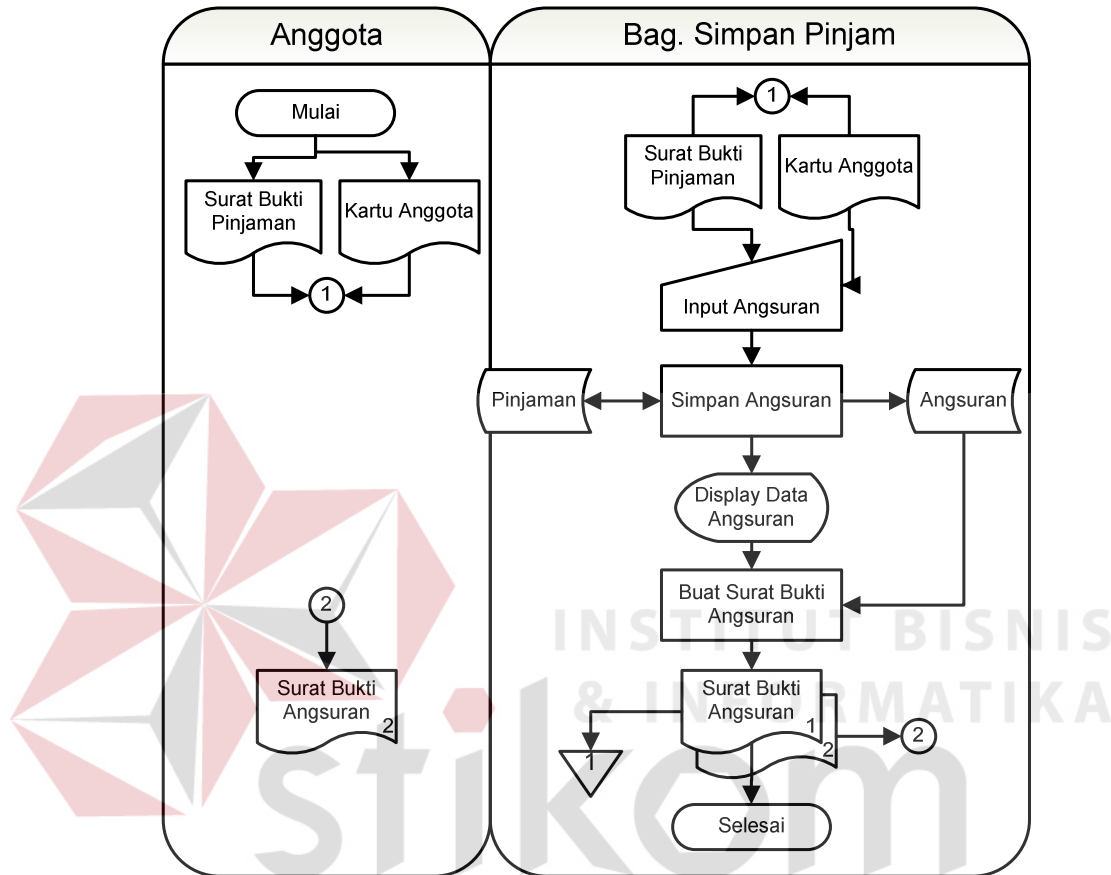 Anggota
Bag. Simpan Pinjam
Mulai
Surat Bukti
Pinjaman
Kartu Anggota
1
1
Surat Bukti
Pinjaman
Kartu Anggota
Input Angsuran
Pinjaman
Simpan Angsuran
Angsuran
Display Data
Angsuran
Buat Surat Bukti
Angsuran
2
Surat Bukti
Angsuran
2
Surat Bukti
Angsuran
1
2
2
1
Selesai
INSTITUT BISNIS
& INFORMATIKA
stikom